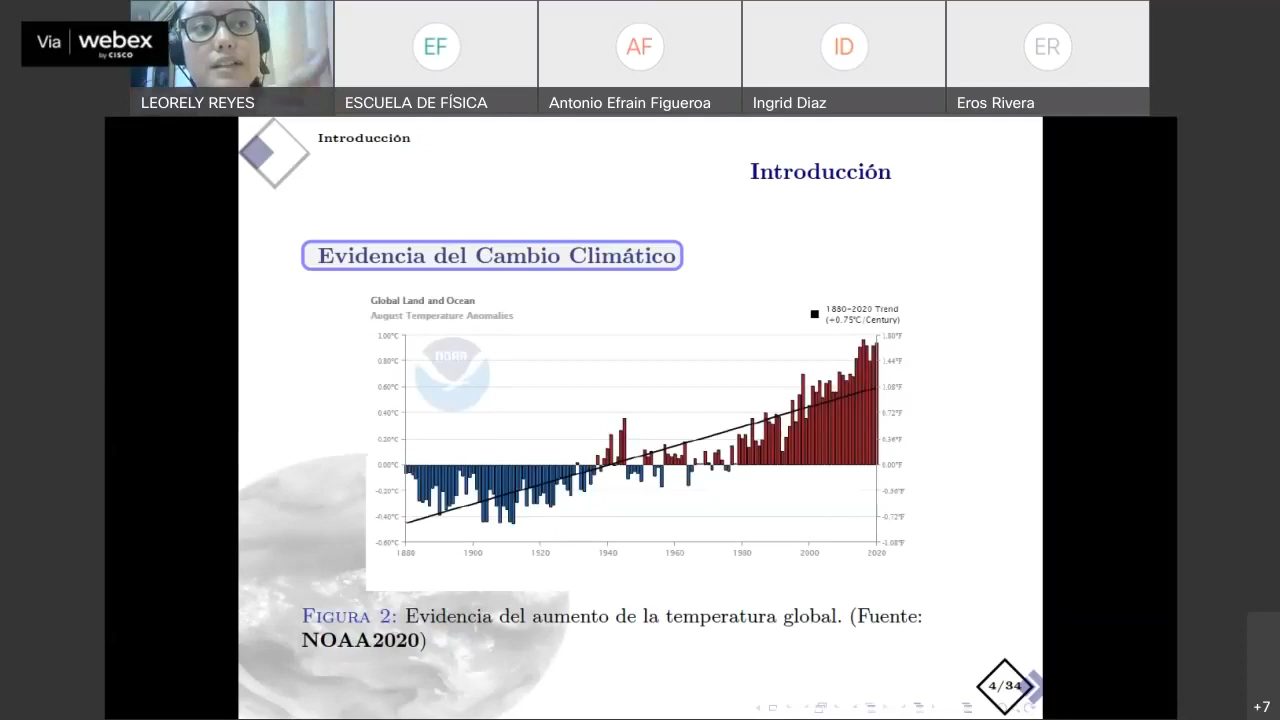 Via webex
by CISCO
EF
AF
ID
ER
LEORELY REYES
ESCUELA DE FÍSICA
Antonio Efrain Figueroa
Ingrid Diaz
Eros Rivera
Introducción
Introducción
Evidencia del Cambio Climático
Global Land and Ocean
August Temperature Anomalies
1880-2020 Trend
(+0.75°C/Century)
NOAA
1.00°C
0.80°C
0.60°C
0.40°C
0.20°C
0.00°C
-0.20°C
-0.40°C
-0.60°C
1.80°F
1.44°F
1.08°F
0.72°F
0.36°F
0.00°F
-0.36°F
-0.72°F
-1.08°F
1880 1900 1920 1940 1960 1980 2000 2020
Figura 2: Evidencia del aumento de la temperatura global. (Fuente:
NOAA2020)
4/34
+7